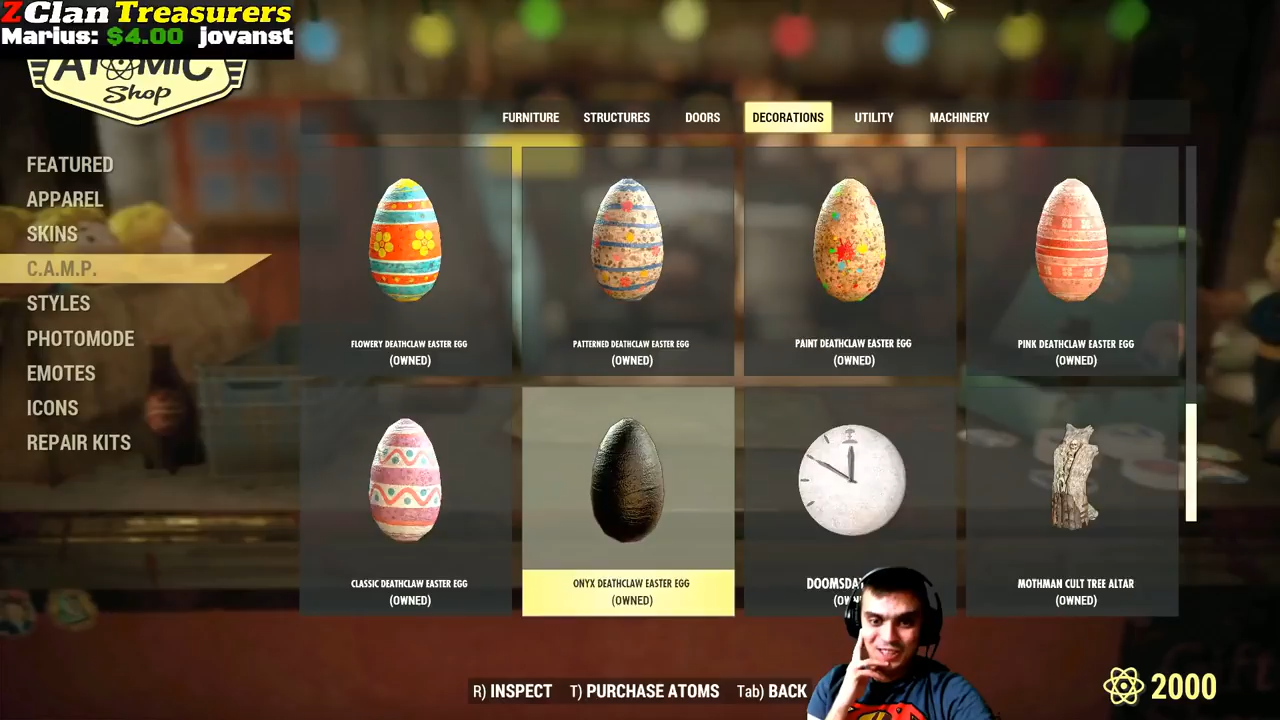 ZClan Treasurers
Marius: $4.00 jovanst
ATOMIC
Shop
FURNITURE STRUCTURES DOORS DECORATIONS UTILITY MACHINERY
FEATURED
APPAREL
SKINS
C.A.M.P.
STYLES
PHOTOMODE
EMOTES
ICONS
REPAIR KITS
FLOWERY DEATHCLAW EASTER EGG
(OWNED)
PATTERNED DEATHCLAW EASTER EGG
(OWNED)
PAINT DEATHCLAW EASTER EGG
(OWNED)
PINK DEATHCLAW EASTER EGG
(OWNED)
CLASSIC DEATHCLAW EASTER EGG
(OWNED)
ONYX DEATHCLAW EASTER EGG
(OWNED)
DOOMSDA
(OWN
MOTHMAN CULT TREE ALTAR
(OWNED)
R) INSPECT T) PURCHASE ATOMS Tab) BACK
2000